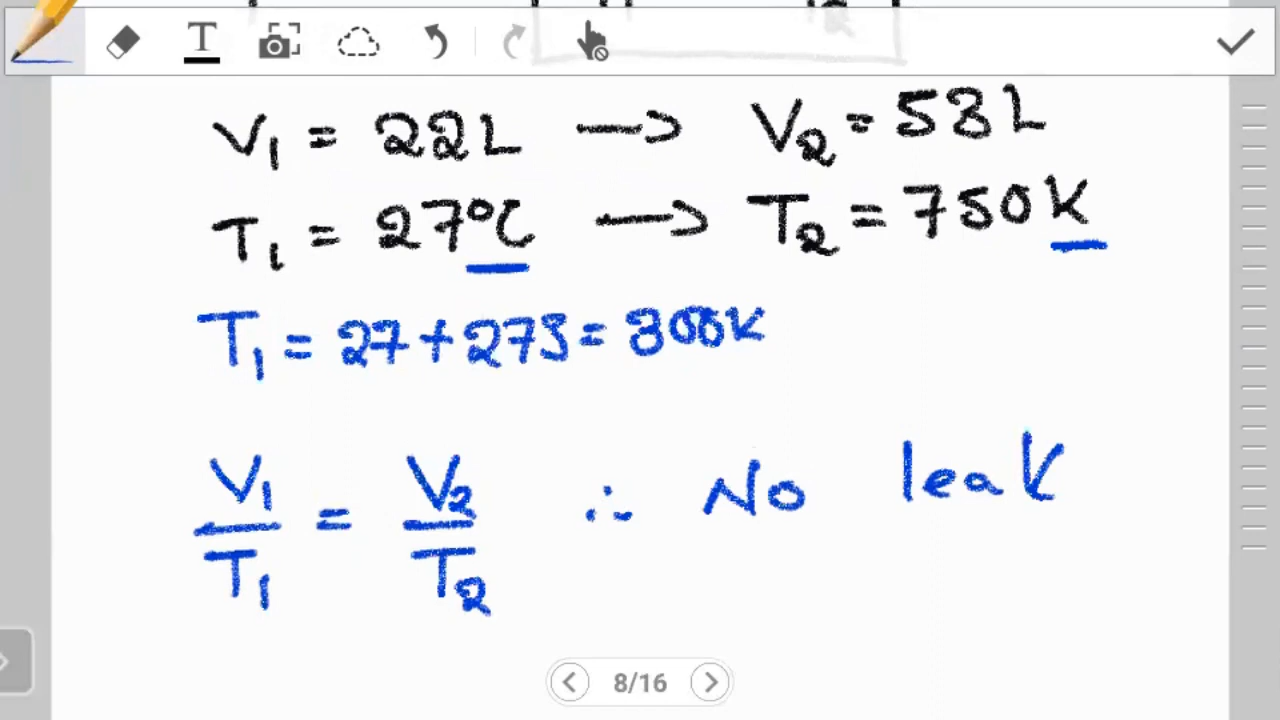 T
V₁ = 22L → V₂ = 53L
T₁ = 27°C → T₂ = 750K
T₁ = 27 + 273 = 300K
V₁/T₁ = V₂/T₂ ∴ No leak
8/16